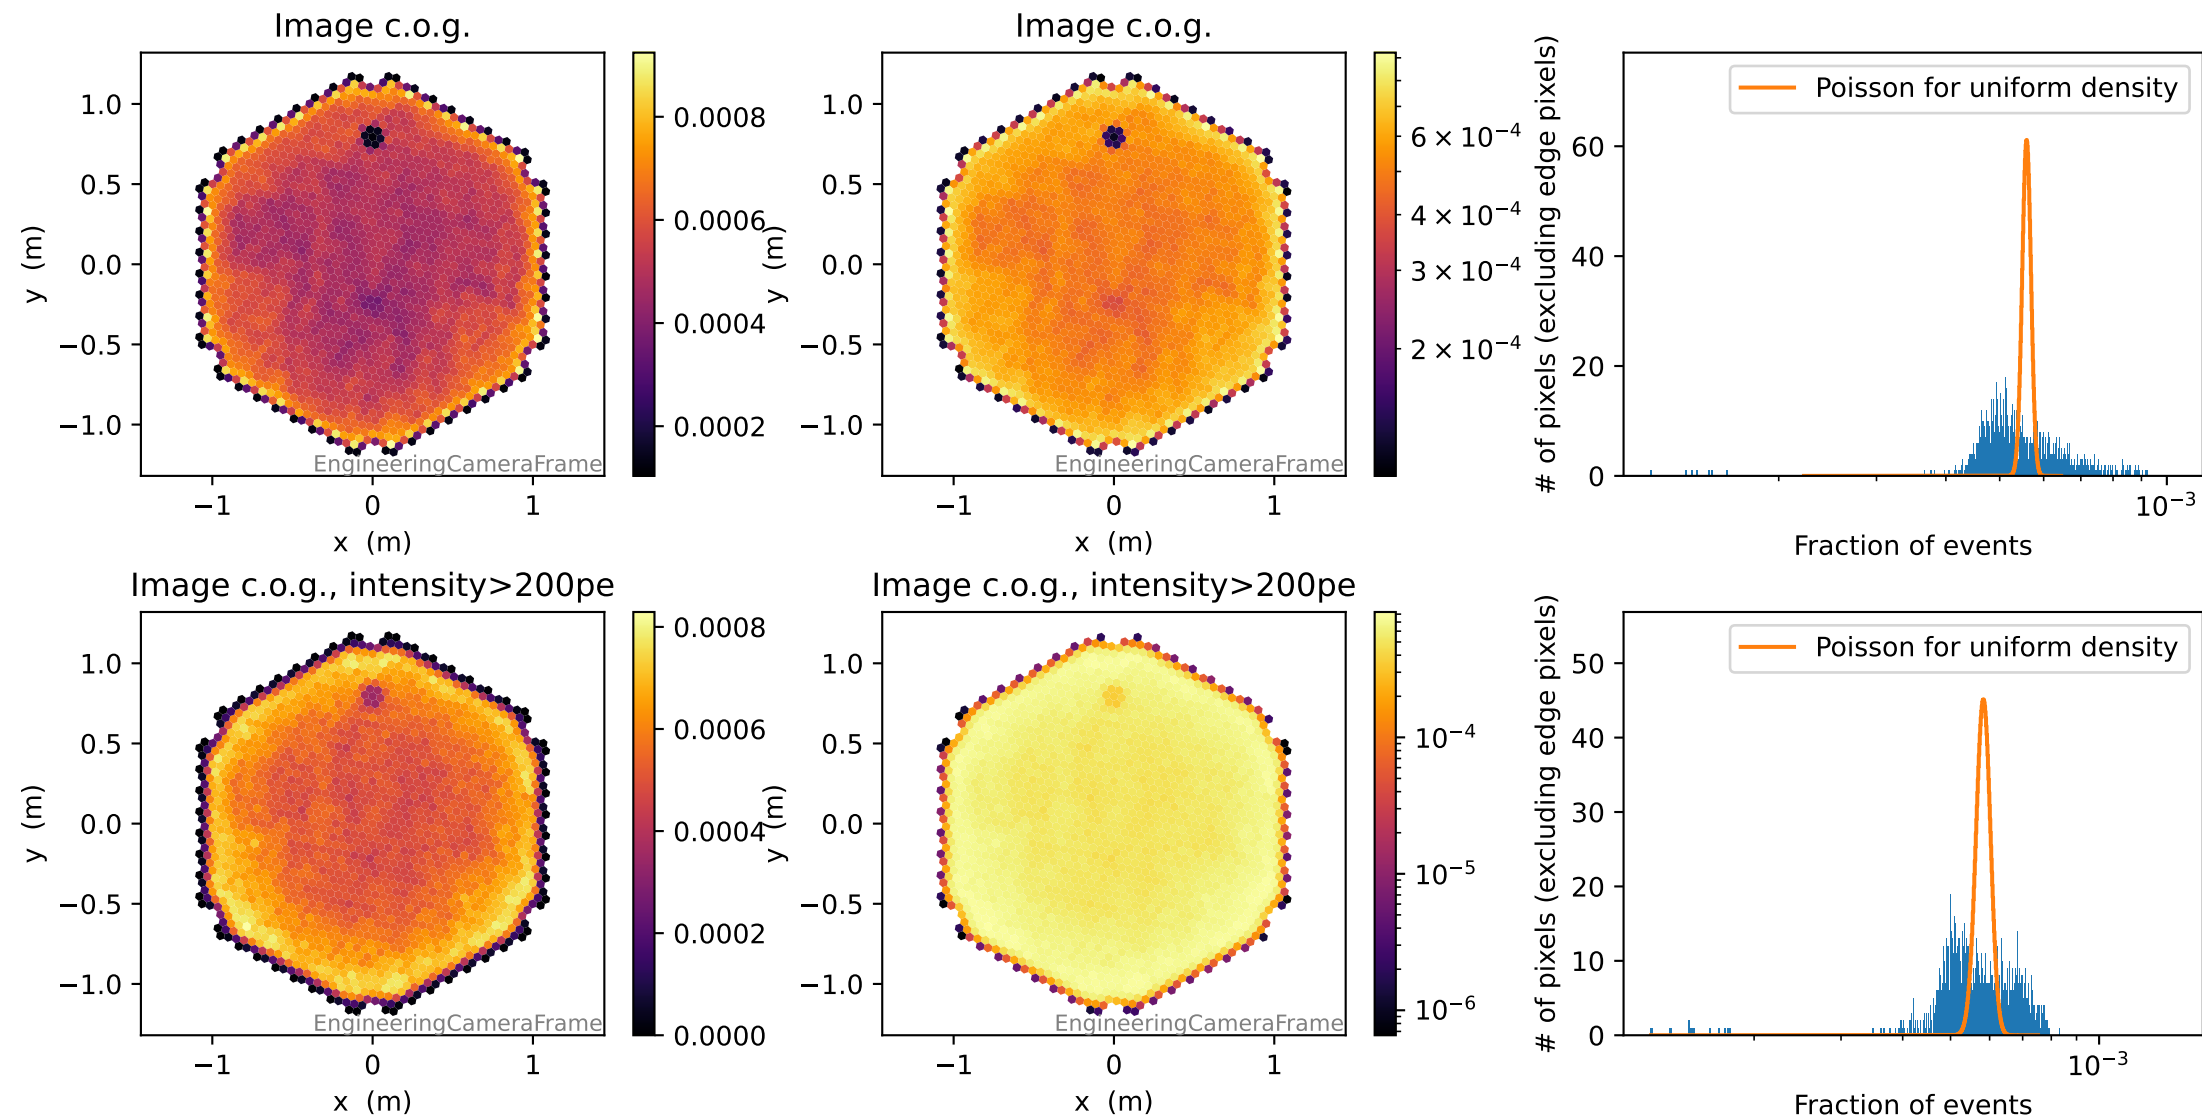 Image c.o.g.
1.0
0.5
0.0
−0.5
−1.0
y (m)
−1
0
1
x (m)
EngineeringCameraFrame
0.0008
0.0006
0.0004
0.0002
Image c.o.g.
1.0
0.5
0.0
−0.5
−1.0
y (m)
−1
0
1
x (m)
EngineeringCameraFrame
6 × 10⁻⁴
4 × 10⁻⁴
3 × 10⁻⁴
2 × 10⁻⁴
# of pixels (excluding edge pixels)
60
40
20
0
Poisson for uniform density
10⁻³
Fraction of events
Image c.o.g., intensity>200pe
1.0
0.5
0.0
−0.5
−1.0
y (m)
−1
0
1
x (m)
EngineeringCameraFrame
0.0008
0.0006
0.0004
0.0002
0.0000
Image c.o.g., intensity>200pe
1.0
0.5
0.0
−0.5
−1.0
y (m)
−1
0
1
x (m)
EngineeringCameraFrame
10⁻⁴
10⁻⁵
10⁻⁶
# of pixels (excluding edge pixels)
50
40
30
20
10
0
Poisson for uniform density
10⁻³
Fraction of events